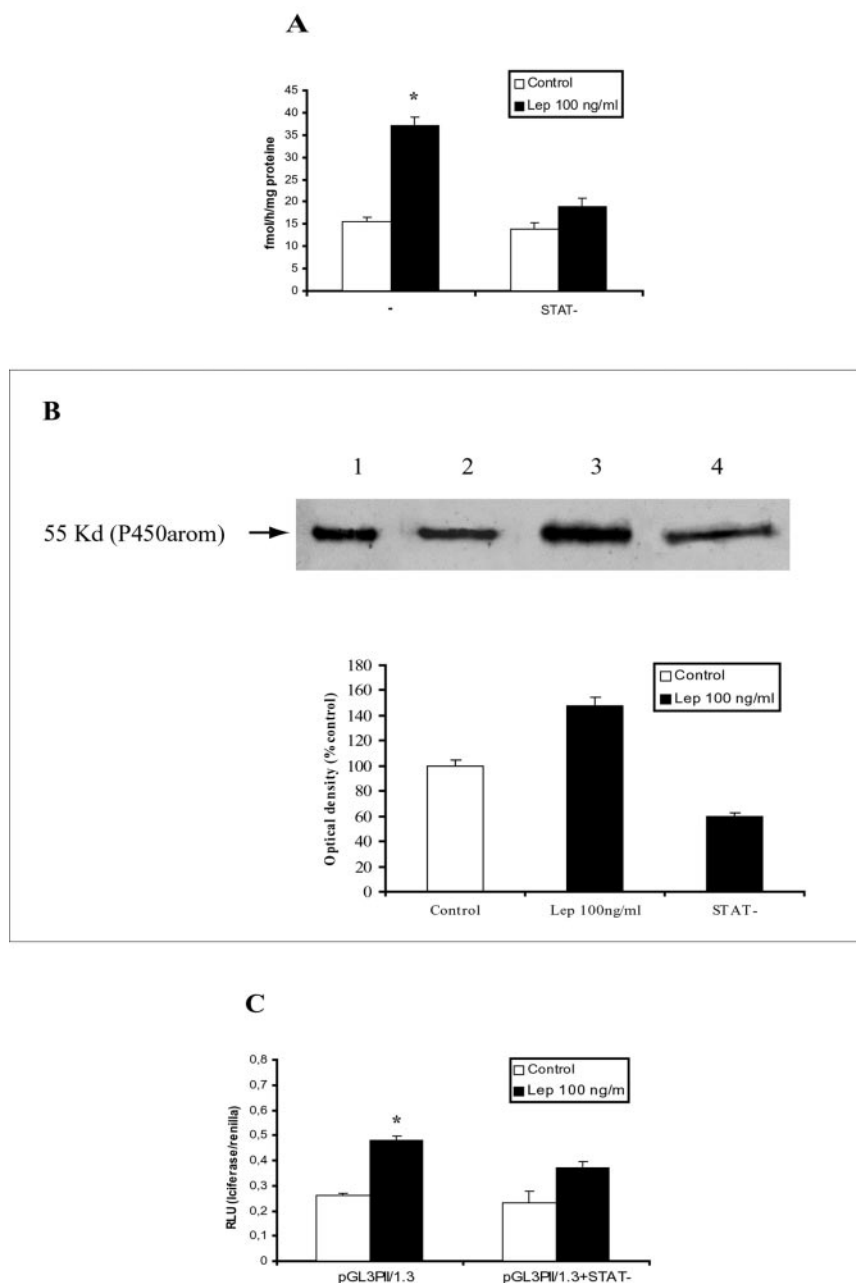 A
Control
Lep 100 ng/ml
45
40
35
30
25
20
15
10
5
0
*
fmol/h/mg proteine
-
STAT-
B
1 2 3 4
55 Kd (P450arom)
Control
Lep 100 ng/ml
180
160
140
120
100
80
60
40
20
0
Optical density (% control)
Control Lep 100ng/ml STAT-
C
Control
Lep 100 ng/m
0,8
0,7
0,6
0,5
0,4
0,3
0,2
0,1
0
*
RLU (lciferase/renilla)
pGL3PII/1.3 pGL3PII/1.3+STAT-